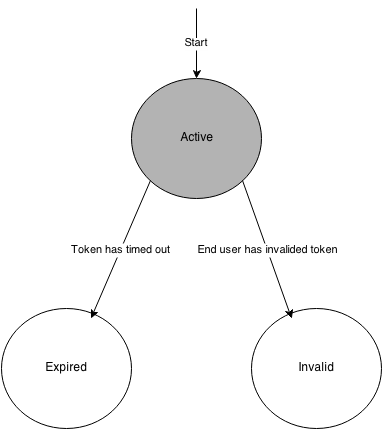 Start
Active
Token has timed out
End user has invalided token
Expired
Invalid